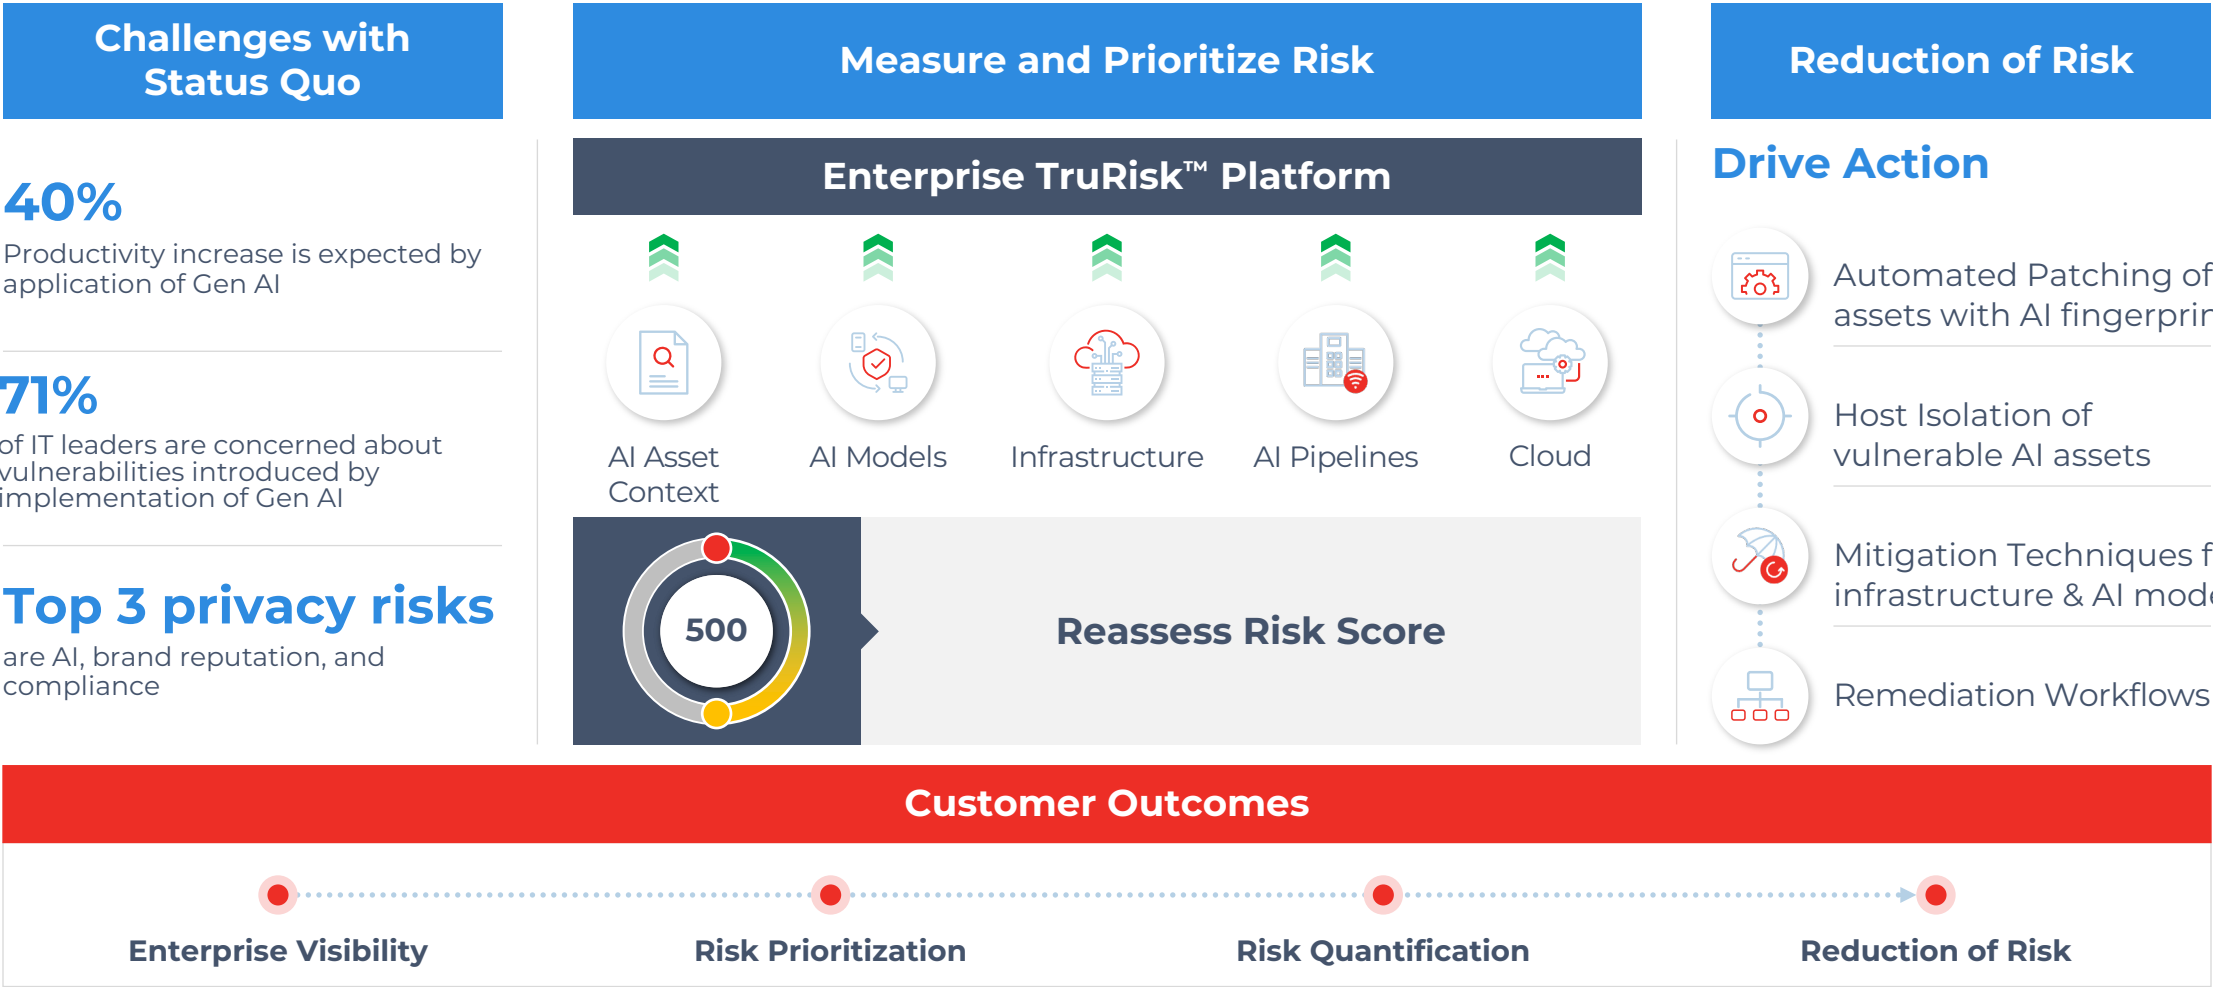 Challenges with
Status Quo
40%
Productivity increase is expected by
application of Gen AI
71%
of IT leaders are concerned about
vulnerabilities introduced by
implementation of Gen AI
Top 3 privacy risks
are AI, brand reputation, and
compliance
Measure and Prioritize Risk
Enterprise TruRisk™ Platform
AI Asset
Context
AI Models
Infrastructure
AI Pipelines
Cloud
500
Reassess Risk Score
Reduction of Risk
Drive Action
Automated Patching of
assets with AI
Host Isolation of
vulnerable AI assets
Mitigation Techniques
infrastructure & AI
Remediation Workflows
Customer Outcomes
Enterprise Visibility
Risk Prioritization
Risk Quantification
Reduction of Risk